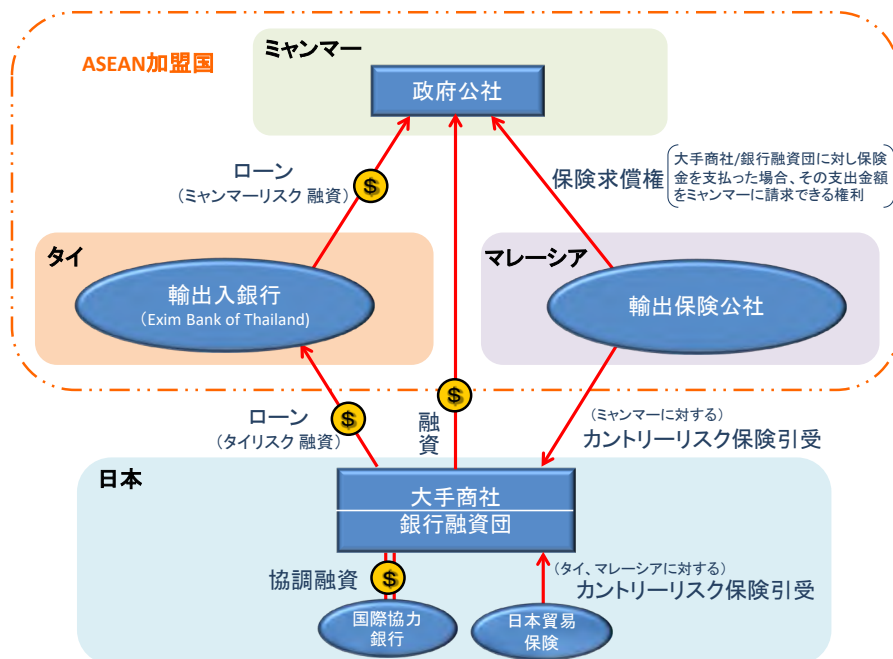 ミャンマー
ASEAN加盟国
政府公社
ローン
（ミャンマーリスク 融資）
$
保険求償権
大手商社/銀行融資団に対し保険
金を支払った場合、その支出金額
をミャンマーに請求できる権利
タイ
輸出入銀行
（Exim Bank of Thailand)
マレーシア
輸出保険公社
ローン
（タイリスク 融資）
$
融資
$
（ミャンマーに対する）
カントリーリスク保険引受
日本
大手商社
銀行融資団
協調融資
$
（タイ、マレーシアに対する）
カントリーリスク保険引受
国際協力
銀行
日本貿易
保険